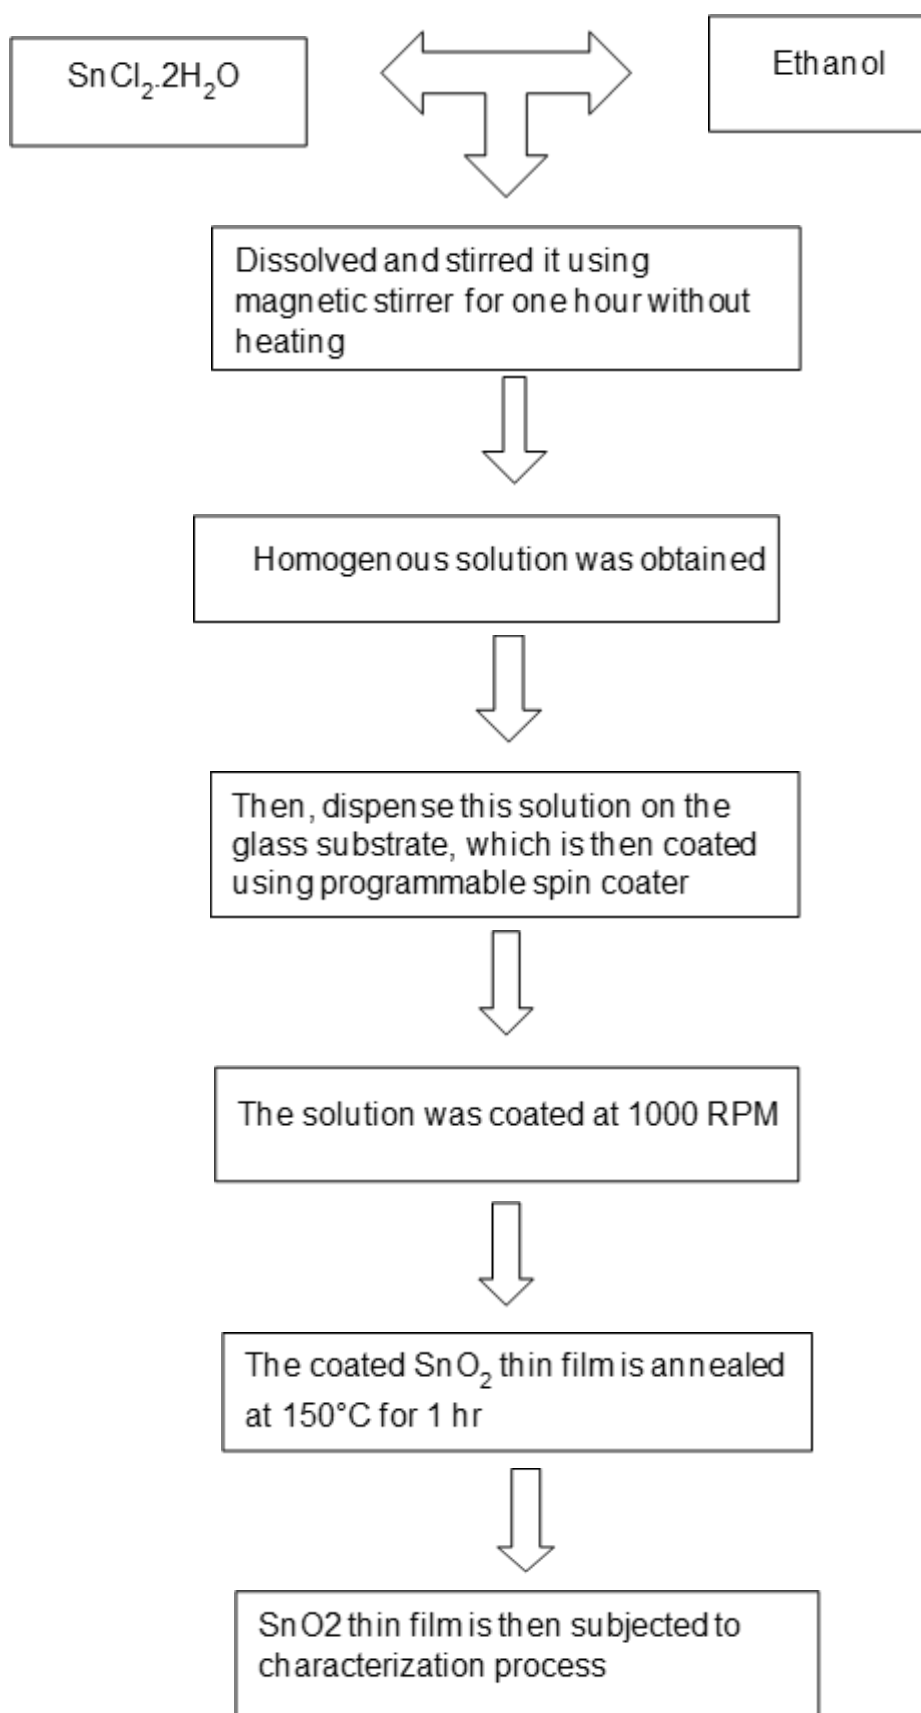 SnCl₂.2H₂O
Ethanol
Dissolved and stirred it using
magnetic stirrer for one hour without
heating
Homogenous solution was obtained
Then, dispense this solution on the
glass substrate, which is then coated
using programmable spin coater
The solution was coated at 1000 RPM
The coated SnO₂ thin film is annealed
at 150°C for 1 hr
SnO2 thin film is then subjected to
characterization process